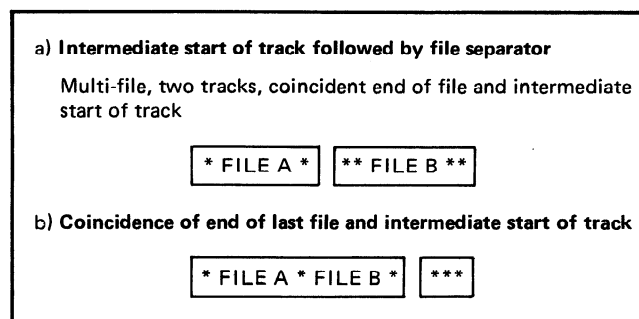 a) Intermediate start of track followed by file separator
Multi-file, two tracks, coincident end of file and intermediate
start of track
* FILE A * ** FILE B **
b) Coincidence of end of last file and intermediate start of track
* FILE A * FILE B * ***